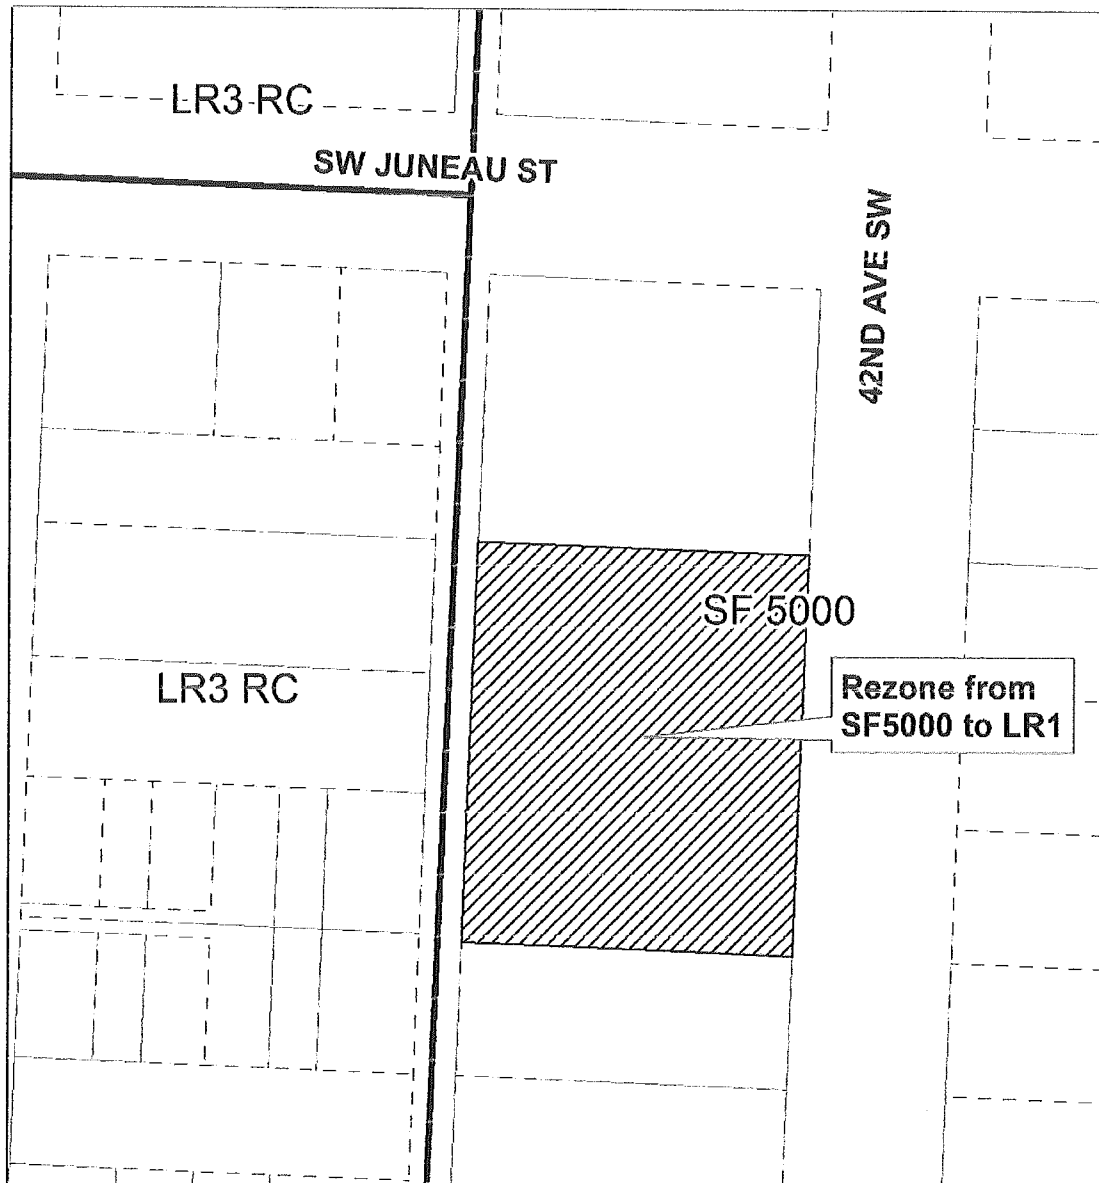 LR3 RC
SW JUNEAU ST
42ND AVE SW
SF 5000
Rezone from
SF5000 to LR1
LR3 RC